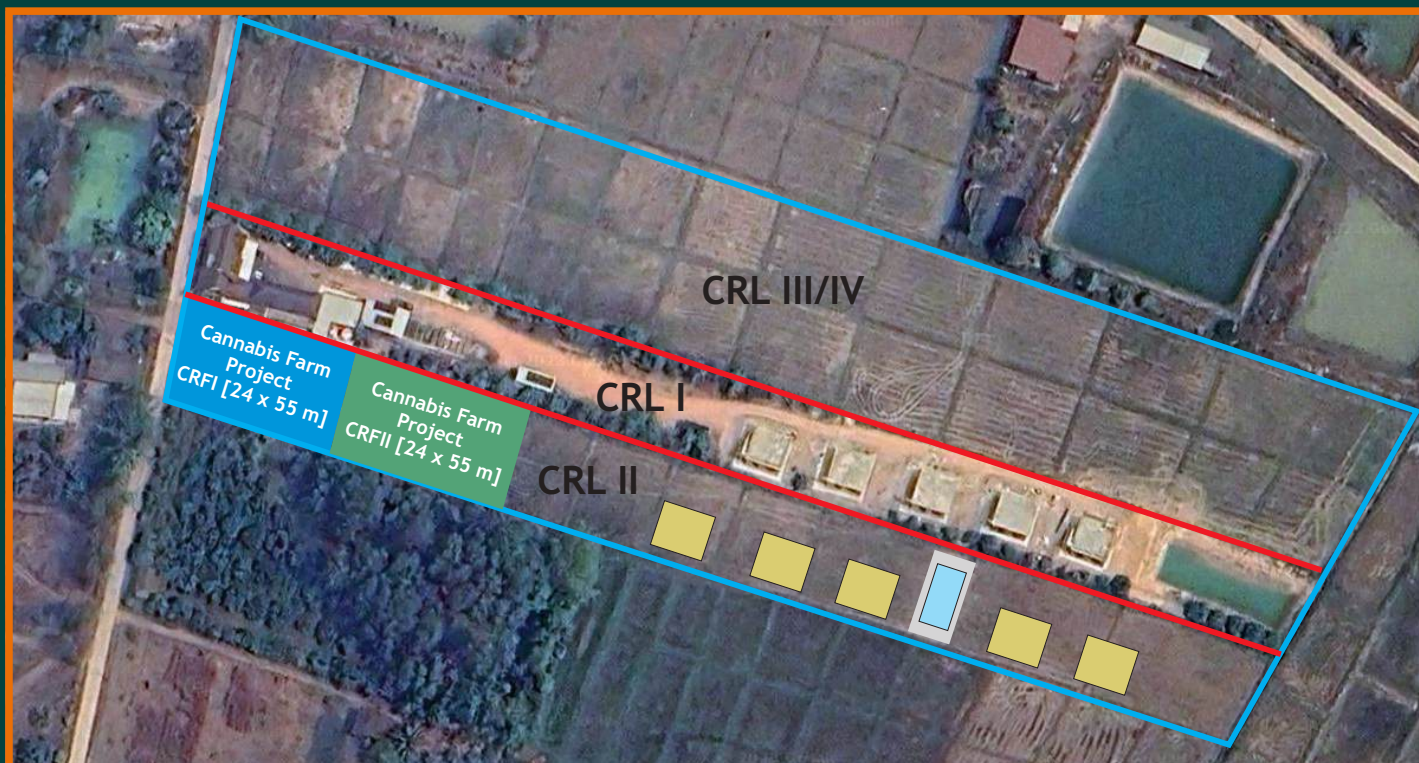 CRL III/IV
CRL I
CRL II
Cannabis Farm
Project
CRFI [24 x 55 m]
Cannabis Farm
Project
CRFII [24 x 55 m]